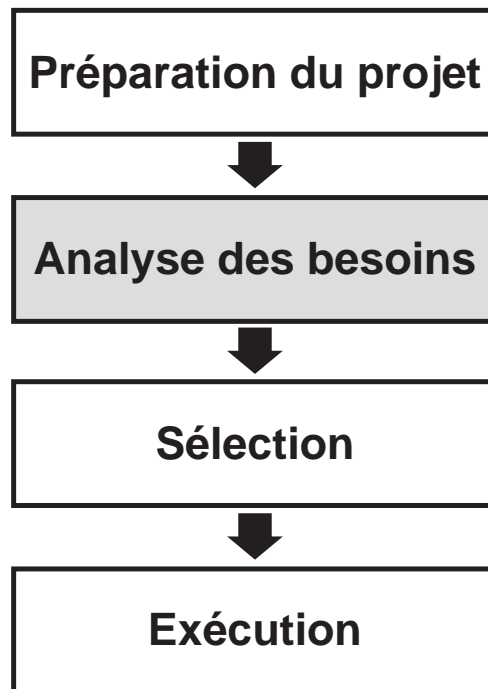 Préparation du projet
Analyse des besoins
Sélection
Exécution